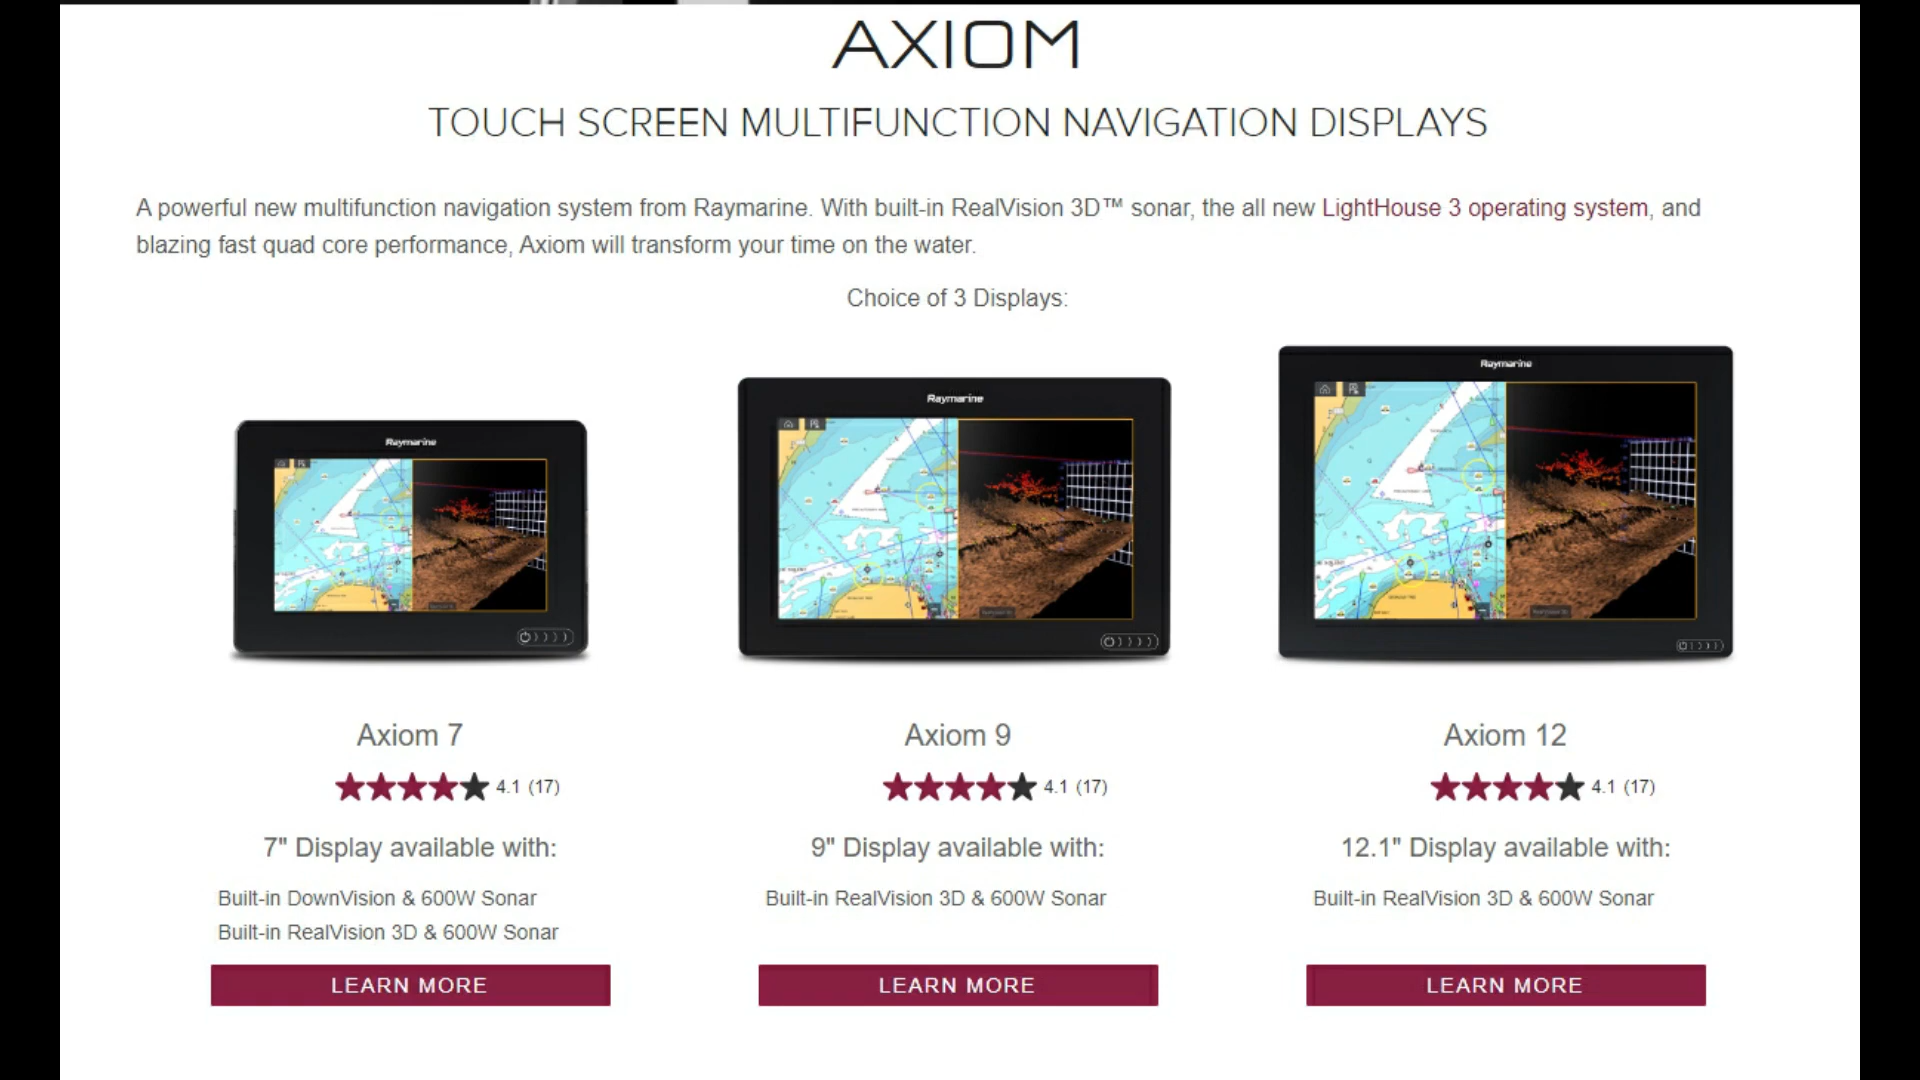 AXIOM
TOUCH SCREEN MULTIFUNCTION NAVIGATION DISPLAYS
A powerful new multifunction navigation system from Raymarine. With built-in RealVision 3D™ sonar, the all new LightHouse 3 operating system, and
blazing fast quad core performance, Axiom will transform your time on the water.
Choice of 3 Displays:
Raymarine
Raymarine
Raymarine
Axiom 7
Axiom 9
Axiom 12
4.1 (17)
4.1 (17)
4.1 (17)
7" Display available with:
9" Display available with:
12.1" Display available with:
Built-in DownVision & 600W Sonar
Built-in RealVision 3D & 600W Sonar
Built-in RealVision 3D & 600W Sonar
Built-in RealVision 3D & 600W Sonar
LEARN MORE
LEARN MORE
LEARN MORE